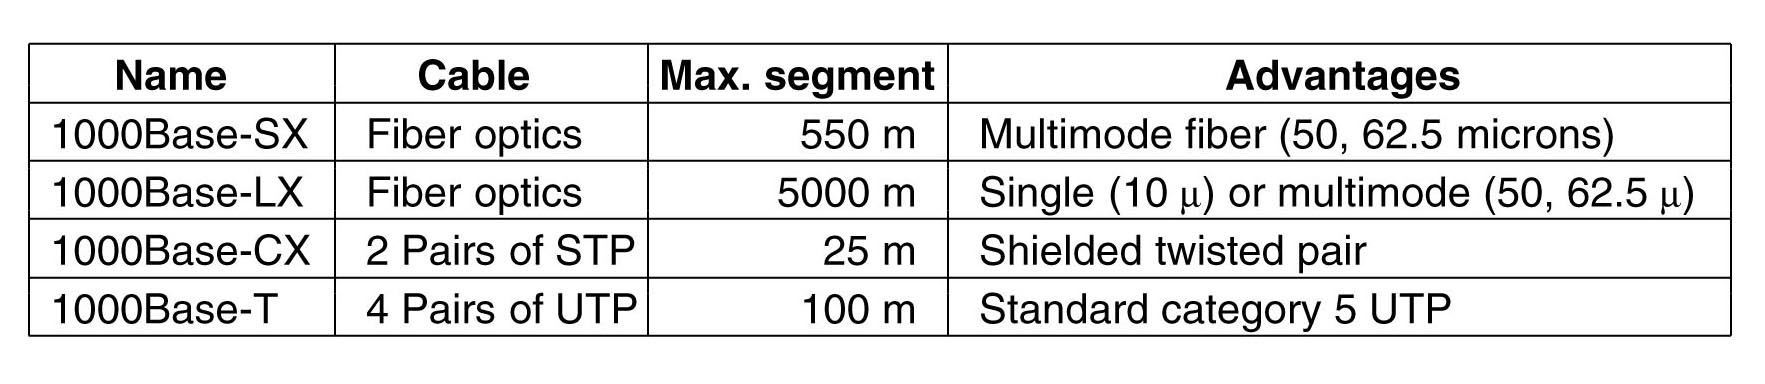 Name Cable Max. segment Advantages
1000Base-SX Fiber optics 550 m Multimode fiber (50, 62.5 microns)
1000Base-LX Fiber optics 5000 m Single (10 μ) or multimode (50, 62.5 μ)
1000Base-CX 2 Pairs of STP 25 m Shielded twisted pair
1000Base-T 4 Pairs of UTP 100 m Standard category 5 UTP